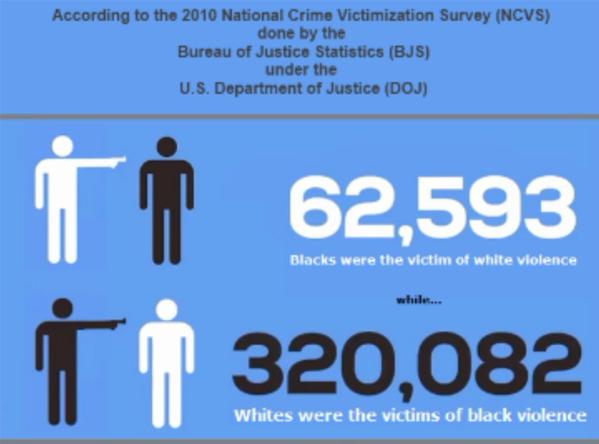 According to the 2010 National Crime Victimization Survey (NCVS)
done by the
Bureau of Justice Statistics (BJS)
under the
U.S. Department of Justice (DOJ)
62,593
Blacks were the victim of white violence
while...
320,082
Whites were the victims of black violence